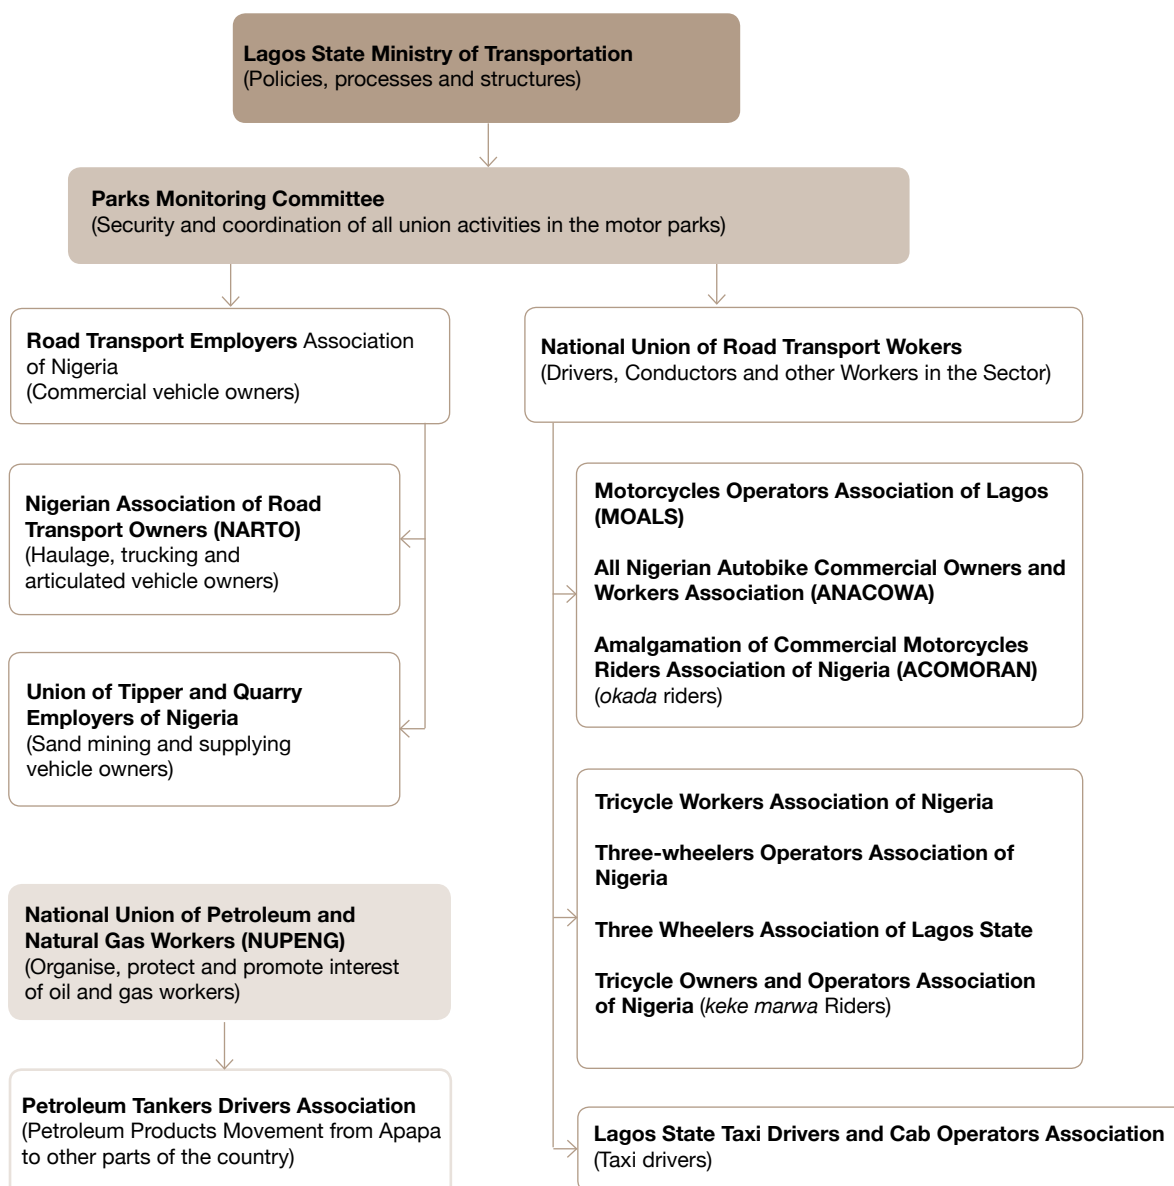 Lagos State Ministry of Transportation
(Policies, processes and structures)
Parks Monitoring Committee
(Security and coordination of all union activities in the motor parks)
Road Transport Employers Association
of Nigeria
(Commercial vehicle owners)
National Union of Road Transport Wokers
(Drivers, Conductors and other Workers in the Sector)
Nigerian Association of Road
Transport Owners (NARTO)
(Haulage, trucking and
articulated vehicle owners)
Union of Tipper and Quarry
Employers of Nigeria
(Sand mining and supplying
vehicle owners)
Motorcycles Operators Association of Lagos
(MOALS)
All Nigerian Autobike Commercial Owners and
Workers Association (ANACOWA)
Amalgamation of Commercial Motorcycles
Riders Association of Nigeria (ACOMORAN)
(okada riders)
Tricycle Workers Association of Nigeria
Three-wheelers Operators Association of
Nigeria
Three Wheelers Association of Lagos State
Tricycle Owners and Operators Association
of Nigeria (keke marwa Riders)
National Union of Petroleum and
Natural Gas Workers (NUPENG)
(Organise, protect and promote interest
of oil and gas workers)
Petroleum Tankers Drivers Association
(Petroleum Products Movement from Apapa
to other parts of the country)
Lagos State Taxi Drivers and Cab Operators Association
(Taxi drivers)